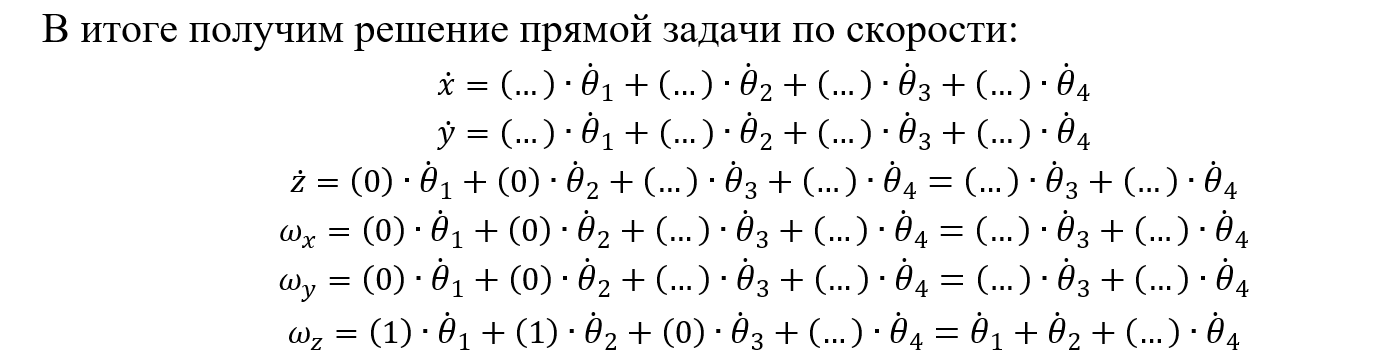 В итоге получим решение прямой задачи по скорости:
ẋ = (…) · θ̇₁ + (…) · θ̇₂ + (…) · θ̇₃ + (…) · θ̇₄
ẏ = (…) · θ̇₁ + (…) · θ̇₂ + (…) · θ̇₃ + (…) · θ̇₄
ż = (0) · θ̇₁ + (0) · θ̇₂ + (…) · θ̇₃ + (…) · θ̇₄ = (…) · θ̇₃ + (…) · θ̇₄
ωₓ = (0) · θ̇₁ + (0) · θ̇₂ + (…) · θ̇₃ + (…) · θ̇₄ = (…) · θ̇₃ + (…) · θ̇₄
ω_y = (0) · θ̇₁ + (0) · θ̇₂ + (…) · θ̇₃ + (…) · θ̇₄ = (…) · θ̇₃ + (…) · θ̇₄
ω_z = (1) · θ̇₁ + (1) · θ̇₂ + (0) · θ̇₃ + (…) · θ̇₄ = θ̇₁ + θ̇₂ + (…) · θ̇₄